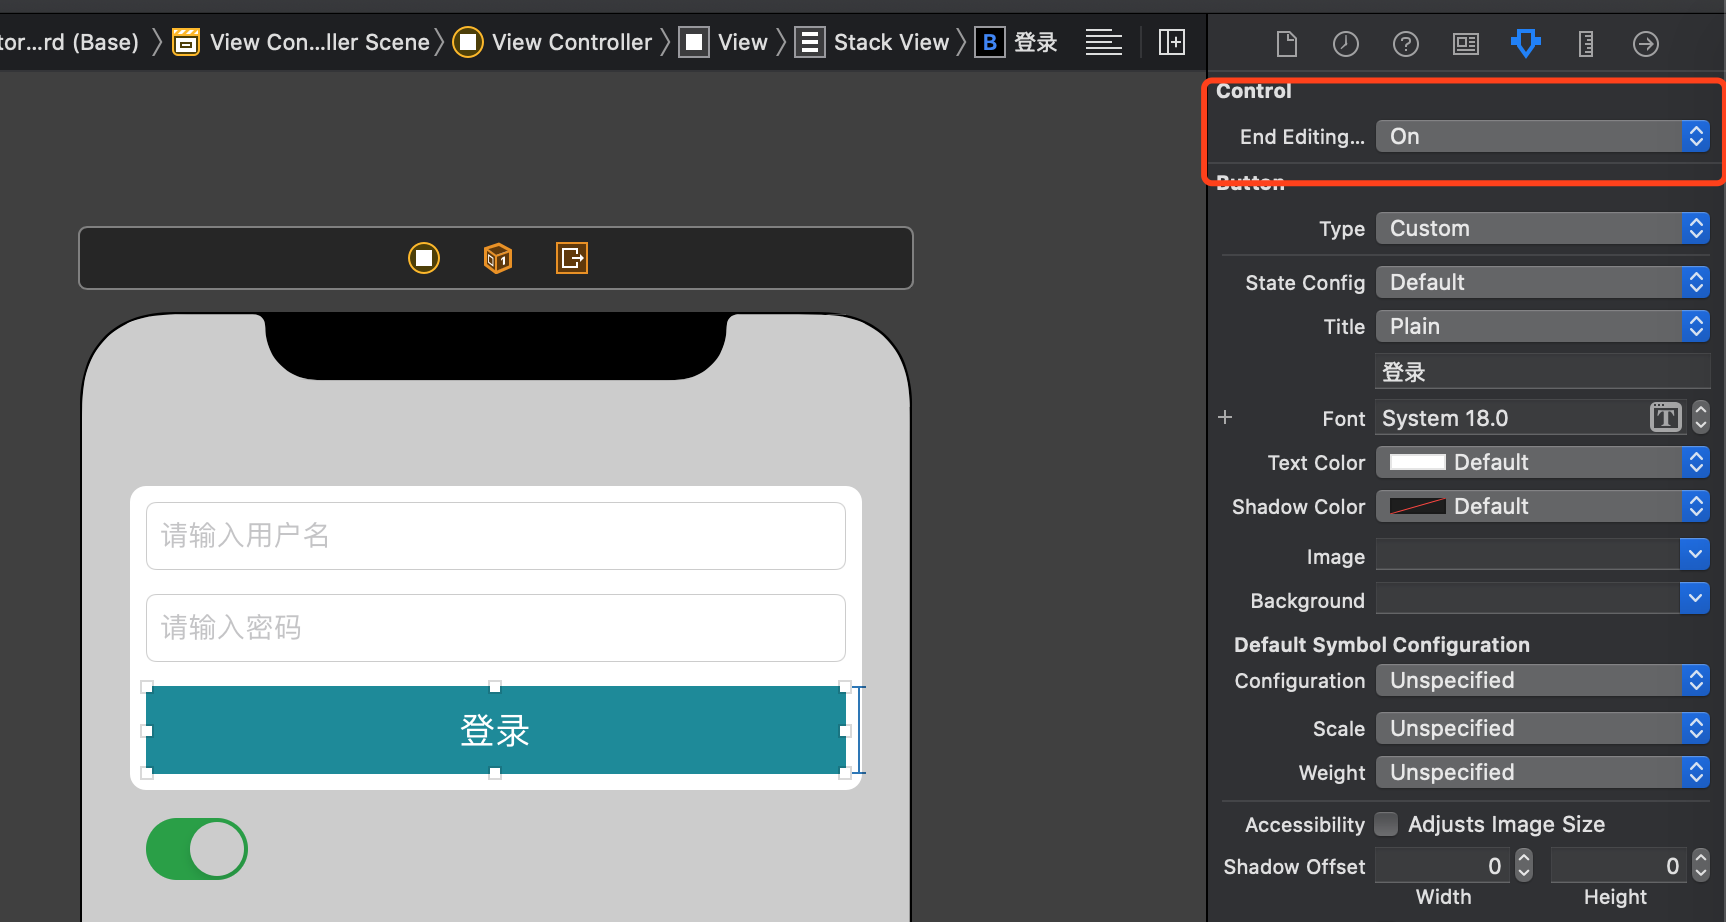 tor...rd (Base) View Con...ller Scene View Controller View Stack View B 登录
Control
End Editing... On
Button
Type Custom
State Config Default
Title Plain
登录
Font System 18.0 T
Text Color Default
Shadow Color Default
Image
Background
Default Symbol Configuration
Configuration Unspecified
Scale Unspecified
Weight Unspecified
Accessibility Adjusts Image Size
Shadow Offset 0 0
Width Height
请输入用户名
请输入密码
登录